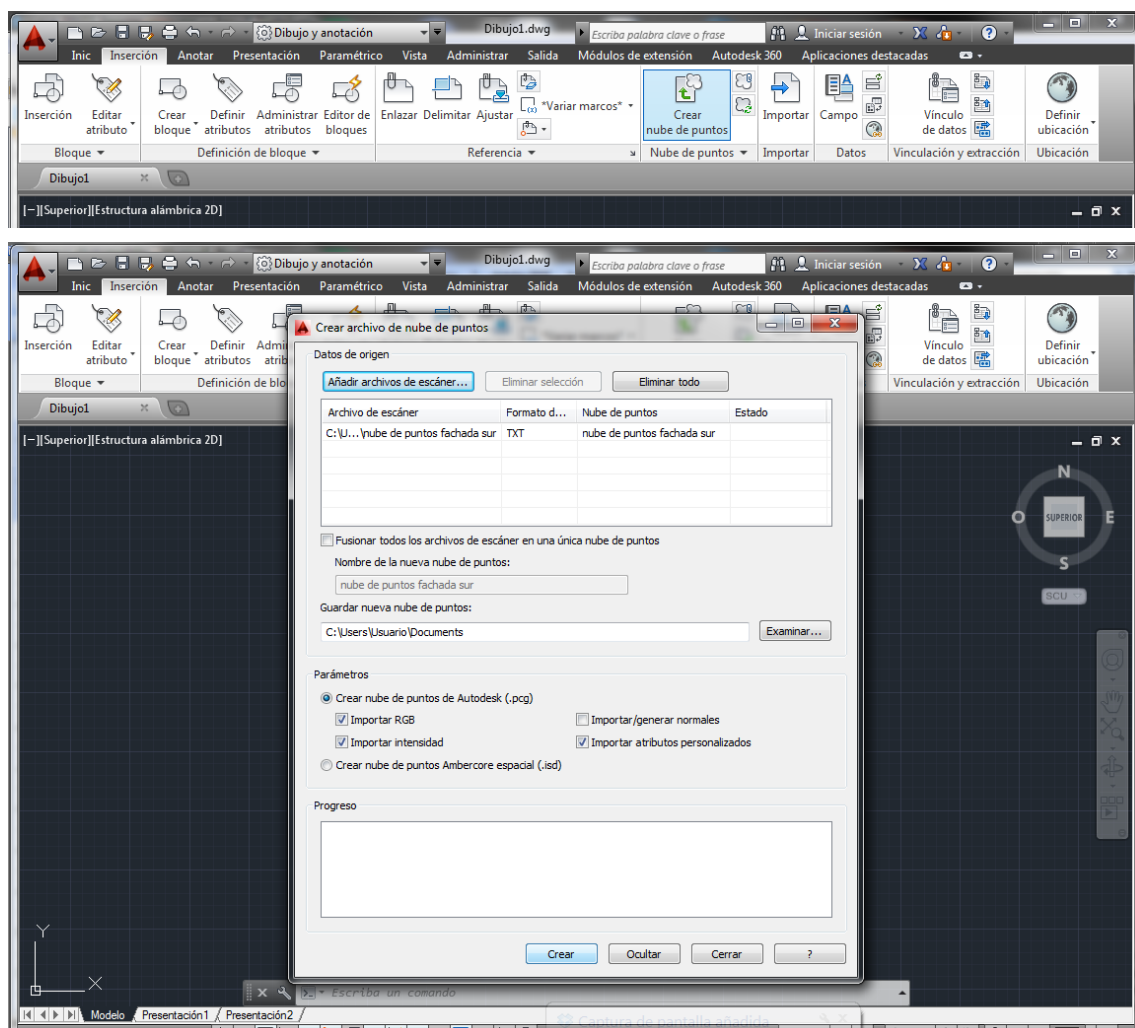 Dibujo y anotación Dibujo1.dwg Escriba palabra clave o frase Iniciar sesión
Inic Inserción Anotar Presentación Paramétrico Vista Administrar Salida Módulos de extensión Autodesk 360 Aplicaciones destacadas
Inserción Editar atributo Crear bloque Definir atributos Administrar atributos Editor de bloques Enlazar Delimitar Ajustar *Variar marcos* Crear nube de puntos Importar Campo Vínculo de datos Definir ubicación
Bloque Definición de bloque Referencia Nube de puntos Importar Datos Vinculación y extracción Ubicación
Dibujo1
[−][Superior][Estructura alámbrica 2D]
Dibujo y anotación Dibujo1.dwg Escriba palabra clave o frase Iniciar sesión
Inic Inserción Anotar Presentación Paramétrico Vista Administrar Salida Módulos de extensión Autodesk 360 Aplicaciones destacadas
Inserción Editar atributo Crear bloque Definir atributos Vínculo de datos Definir ubicación
Bloque Definición de blo Vinculación y extracción Ubicación
Dibujo1
[−][Superior][Estructura alámbrica 2D]
Crear archivo de nube de puntos
Datos de origen
Añadir archivos de escáner... Eliminar selección Eliminar todo
Archivo de escáner Formato d... Nube de puntos Estado
C:\U...\nube de puntos fachada sur TXT nube de puntos fachada sur
Fusionar todos los archivos de escáner en una única nube de puntos
Nombre de la nueva nube de puntos:
nube de puntos fachada sur
Guardar nueva nube de puntos:
C:\Users\Usuario\Documents Examinar...
Parámetros
Crear nube de puntos de Autodesk (.pcg)
Importar RGB Importar/generar normales
Importar intensidad Importar atributos personalizados
Crear nube de puntos Ambercore espacial (.isd)
Progreso
Crear Ocultar Cerrar ?
N
O SUPERIOR E
S
SCU
Y
X
Escriba un comando
Modelo Presentación1 Presentación2
Captura de pantalla añadida